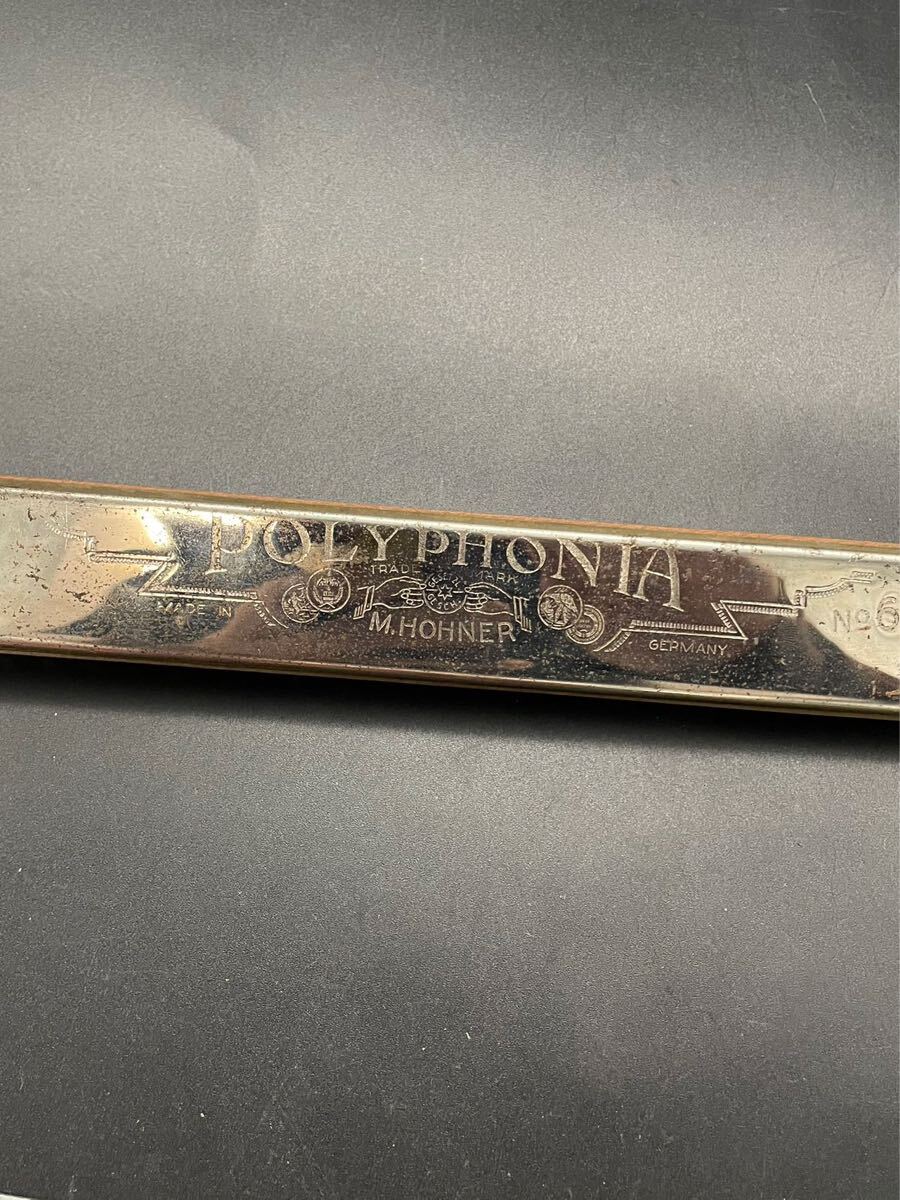 POLYPHONIA
TRADE MARK
MADE IN
M. HOHNER
GERMANY
No 6